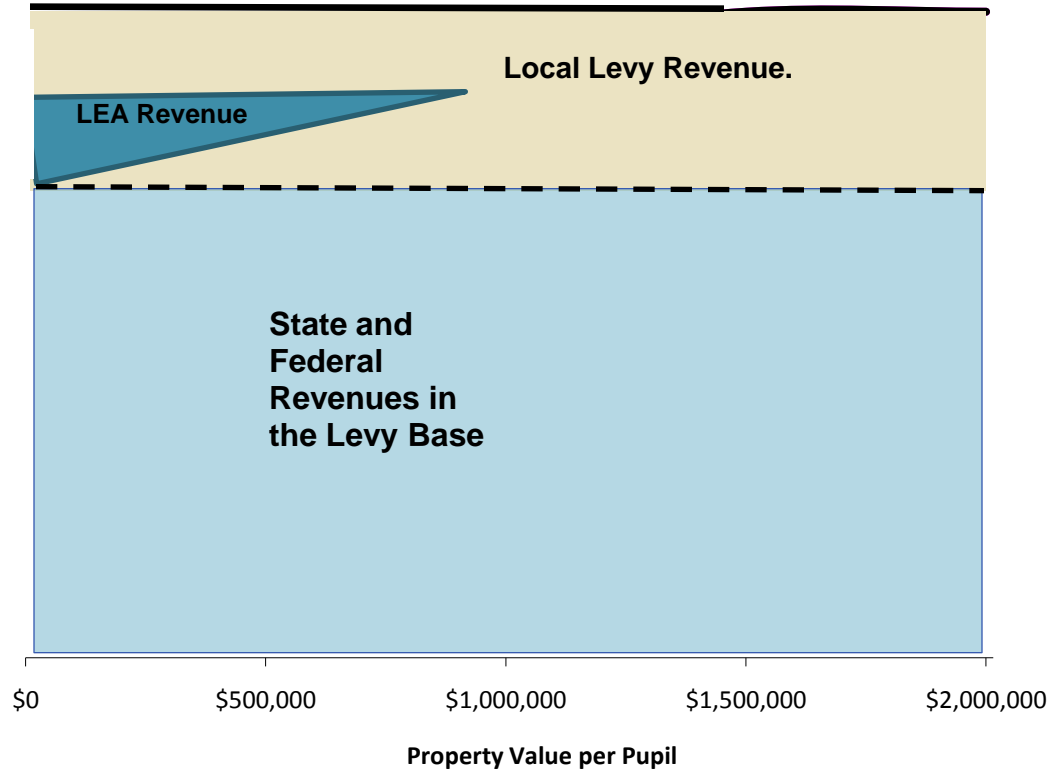 Local Levy Revenue.
LEA Revenue
State and
Federal
Revenues in
the Levy Base
$0 $500,000 $1,000,000 $1,500,000 $2,000,000
Property Value per Pupil